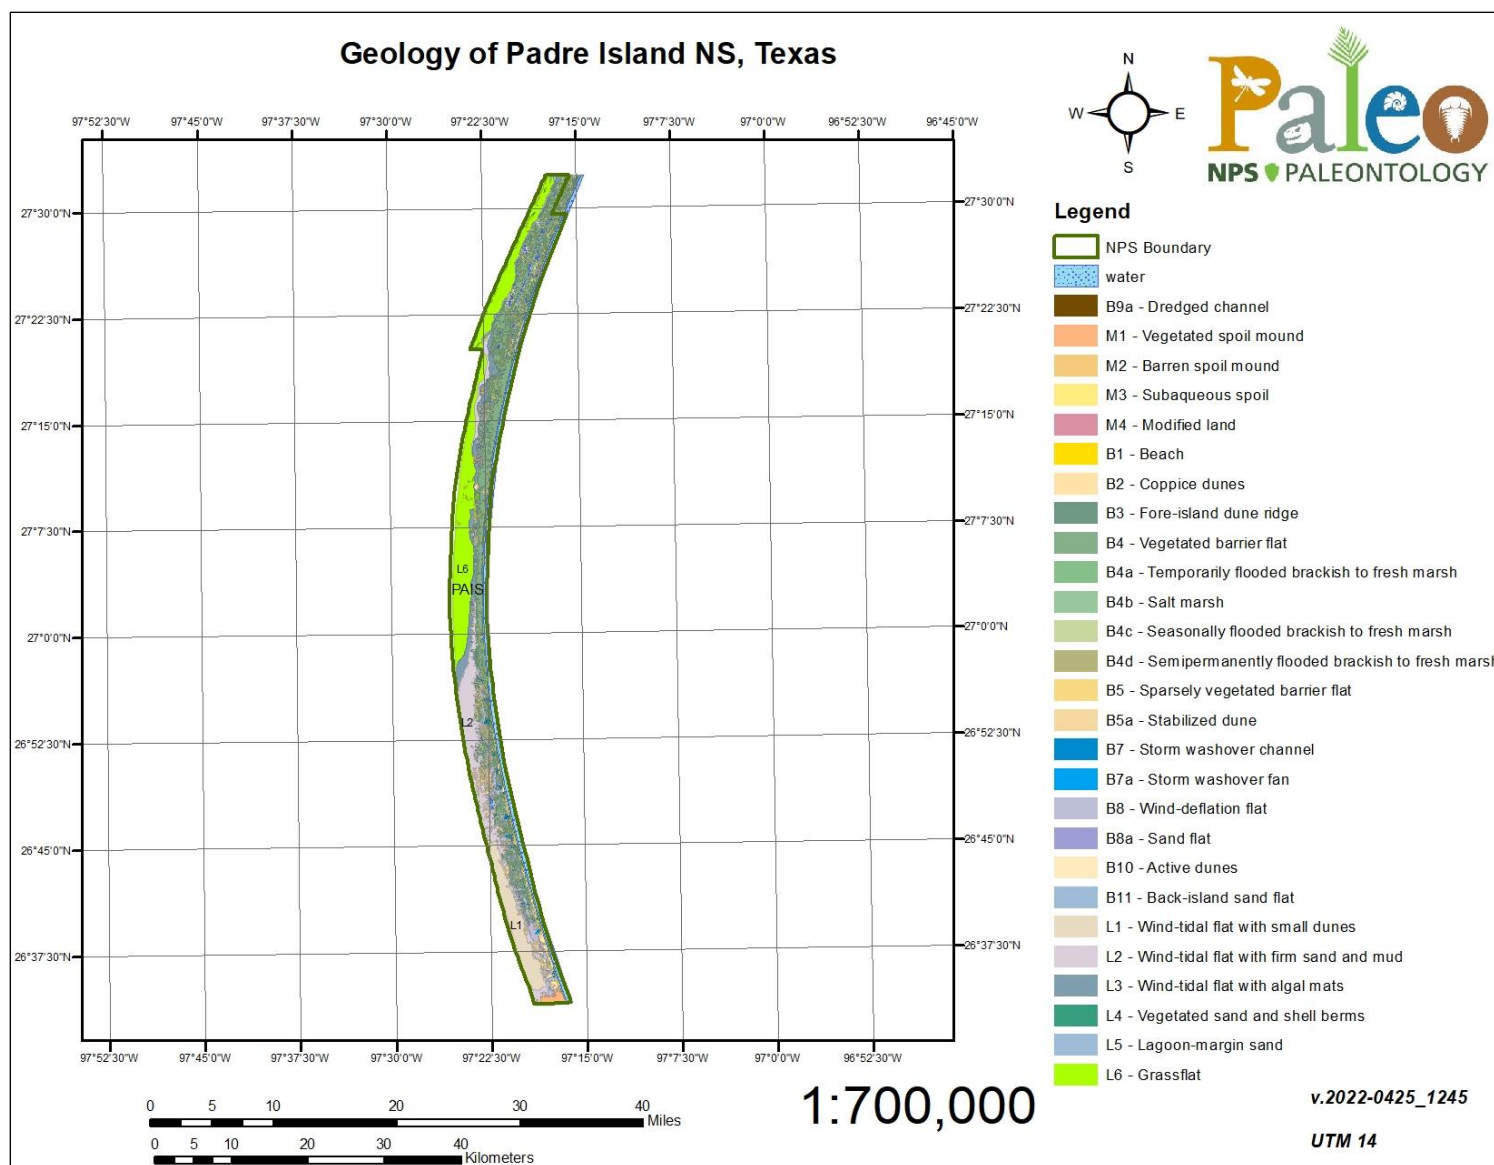 Geology of Padre Island NS, Texas
N
W E
S
Paleo
NPS PALEONTOLOGY
97°52'30"W 97°45'0"W 97°37'30"W 97°30'0"W 97°22'30"W 97°15'0"W 97°7'30"W 97°0'0"W 96°52'30"W 96°45'0"W
27°30'0"N 27°30'0"N
27°22'30"N 27°22'30"N
27°15'0"N 27°15'0"N
27°7'30"N 27°7'30"N
L6
PAIS
27°0'0"N 27°0'0"N
L2
26°52'30"N 26°52'30"N
26°45'0"N 26°45'0"N
L1
26°37'30"N 26°37'30"N
97°52'30"W 97°45'0"W 97°37'30"W 97°30'0"W 97°22'30"W 97°15'0"W 97°7'30"W 97°0'0"W 96°52'30"W
Legend
NPS Boundary
water
B9a - Dredged channel
M1 - Vegetated spoil mound
M2 - Barren spoil mound
M3 - Subaqueous spoil
M4 - Modified land
B1 - Beach
B2 - Coppice dunes
B3 - Fore-island dune ridge
B4 - Vegetated barrier flat
B4a - Temporarily flooded brackish to fresh marsh
B4b - Salt marsh
B4c - Seasonally flooded brackish to fresh marsh
B4d - Semipermanently flooded brackish to fresh marsh
B5 - Sparsely vegetated barrier flat
B5a - Stabilized dune
B7 - Storm washover channel
B7a - Storm washover fan
B8 - Wind-deflation flat
B8a - Sand flat
B10 - Active dunes
B11 - Back-island sand flat
L1 - Wind-tidal flat with small dunes
L2 - Wind-tidal flat with firm sand and mud
L3 - Wind-tidal flat with algal mats
L4 - Vegetated sand and shell berms
L5 - Lagoon-margin sand
L6 - Grassflat
0 5 10 20 30 40
Miles
0 5 10 20 30 40
Kilometers
1:700,000
v.2022-0425_1245
UTM 14